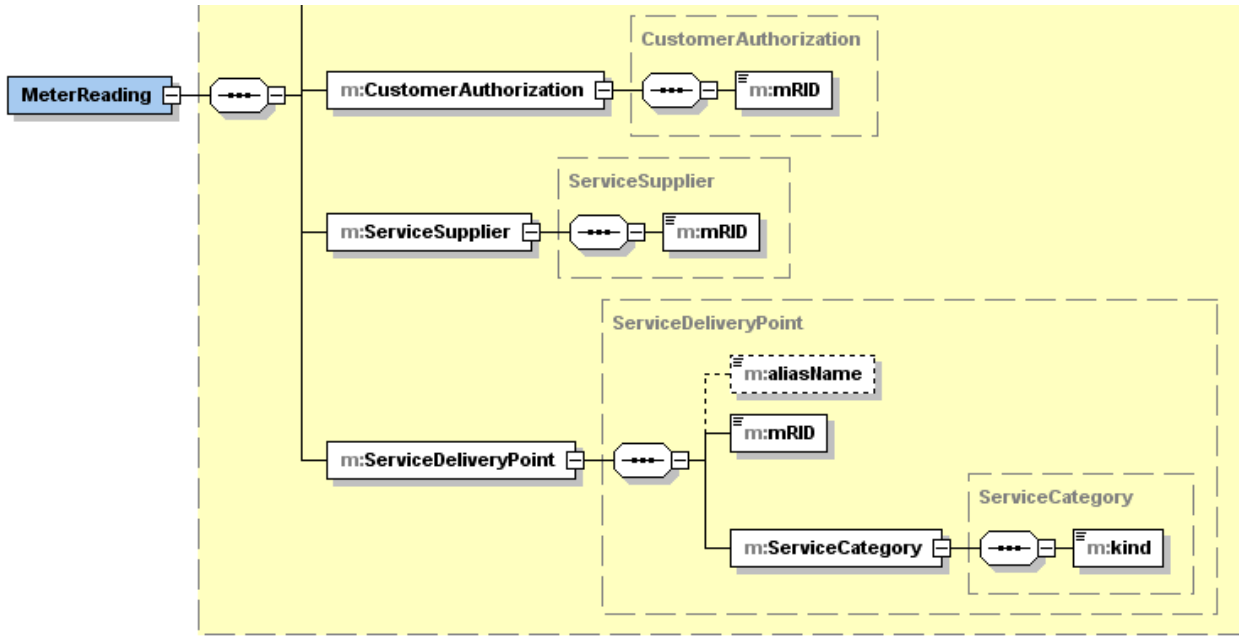 CustomerAuthorization
MeterReading
m:CustomerAuthorization
m:mRID
ServiceSupplier
m:ServiceSupplier
m:mRID
ServiceDeliveryPoint
m:aliasName
m:mRID
m:ServiceDeliveryPoint
ServiceCategory
m:ServiceCategory
m:kind